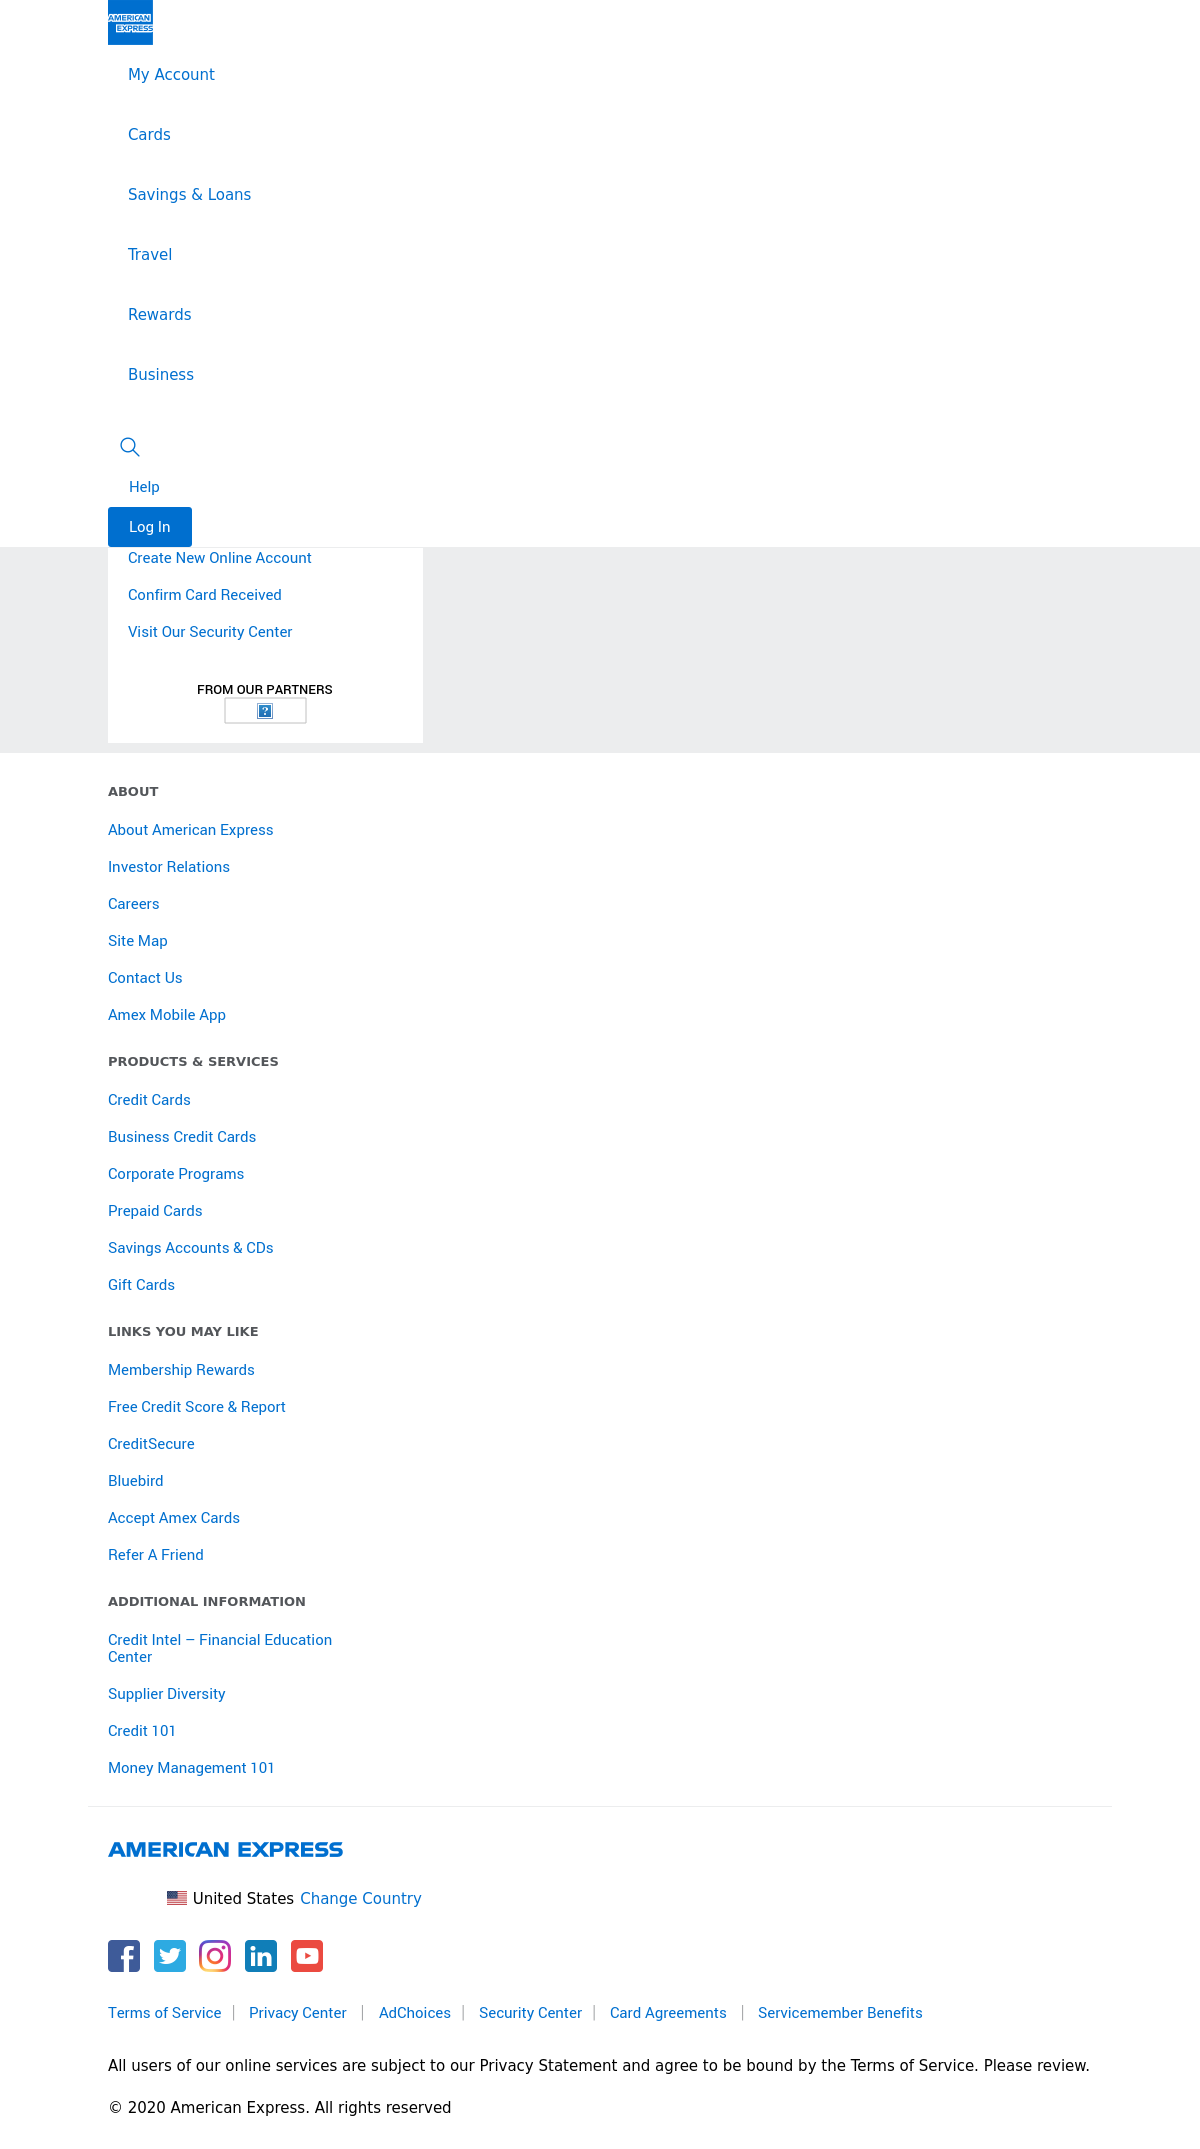 AMERICAN
EXPRESS
My Account
Cards
Savings & Loans
Travel
Rewards
Business
Help
Log In
Create New Online Account
Confirm Card Received
Visit Our Security Center
FROM OUR PARTNERS
?
ABOUT
About American Express
Investor Relations
Careers
Site Map
Contact Us
Amex Mobile App
PRODUCTS & SERVICES
Credit Cards
Business Credit Cards
Corporate Programs
Prepaid Cards
Savings Accounts & CDs
Gift Cards
LINKS YOU MAY LIKE
Membership Rewards
Free Credit Score & Report
CreditSecure
Bluebird
Accept Amex Cards
Refer A Friend
ADDITIONAL INFORMATION
Credit Intel – Financial Education
Center
Supplier Diversity
Credit 101
Money Management 101
AMERICAN EXPRESS
United States Change Country
Terms of Service | Privacy Center | AdChoices | Security Center | Card Agreements | Servicemember Benefits
All users of our online services are subject to our Privacy Statement and agree to be bound by the Terms of Service. Please review.
© 2020 American Express. All rights reserved